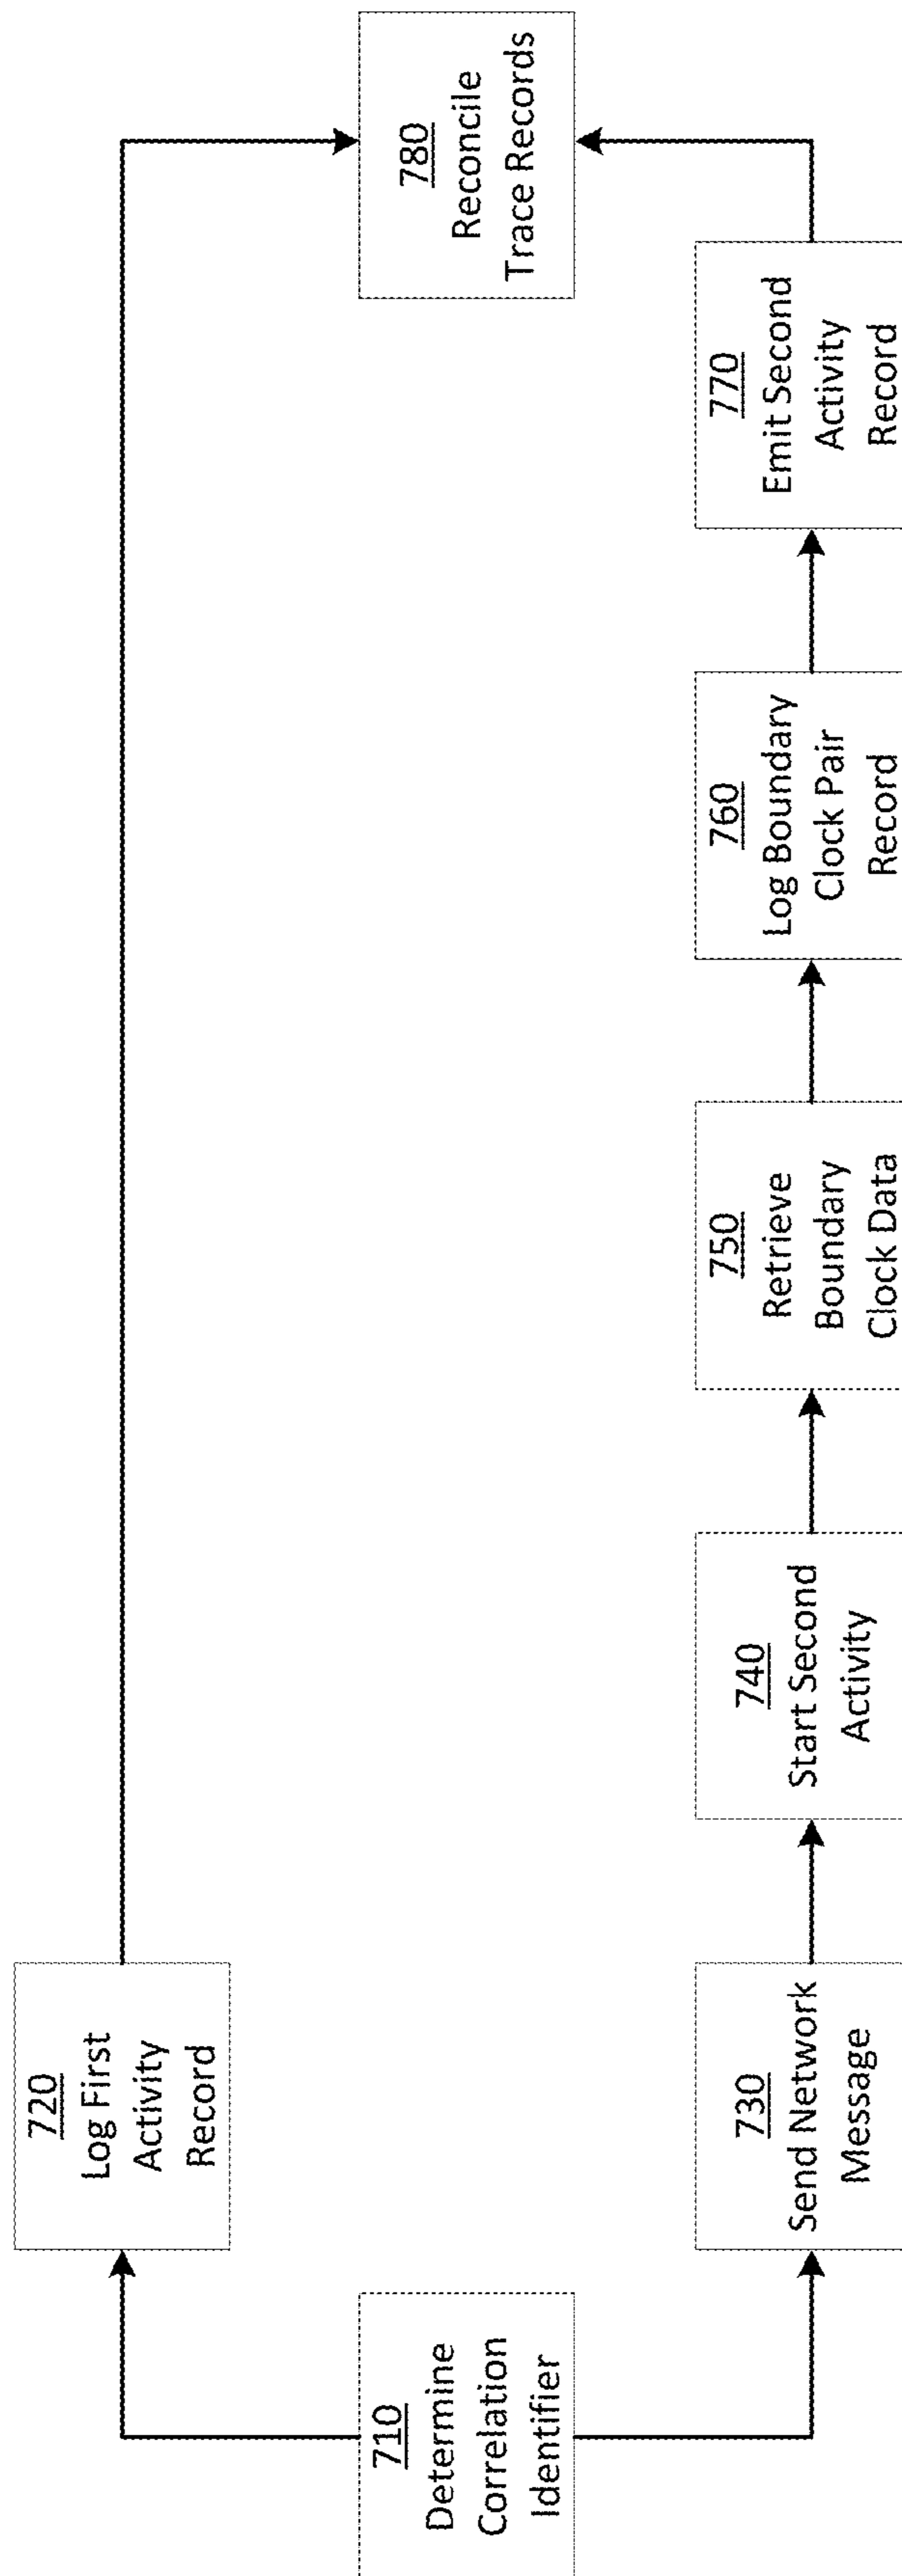 710
Determine
Correlation
Identifier
720
Log First
Activity
Record
730
Send Network
Message
740
Start Second
Activity
750
Retrieve
Boundary
Clock Data
760
Log Boundary
Clock Pair
Record
770
Emit Second
Activity
Record
780
Reconcile
Trace Records